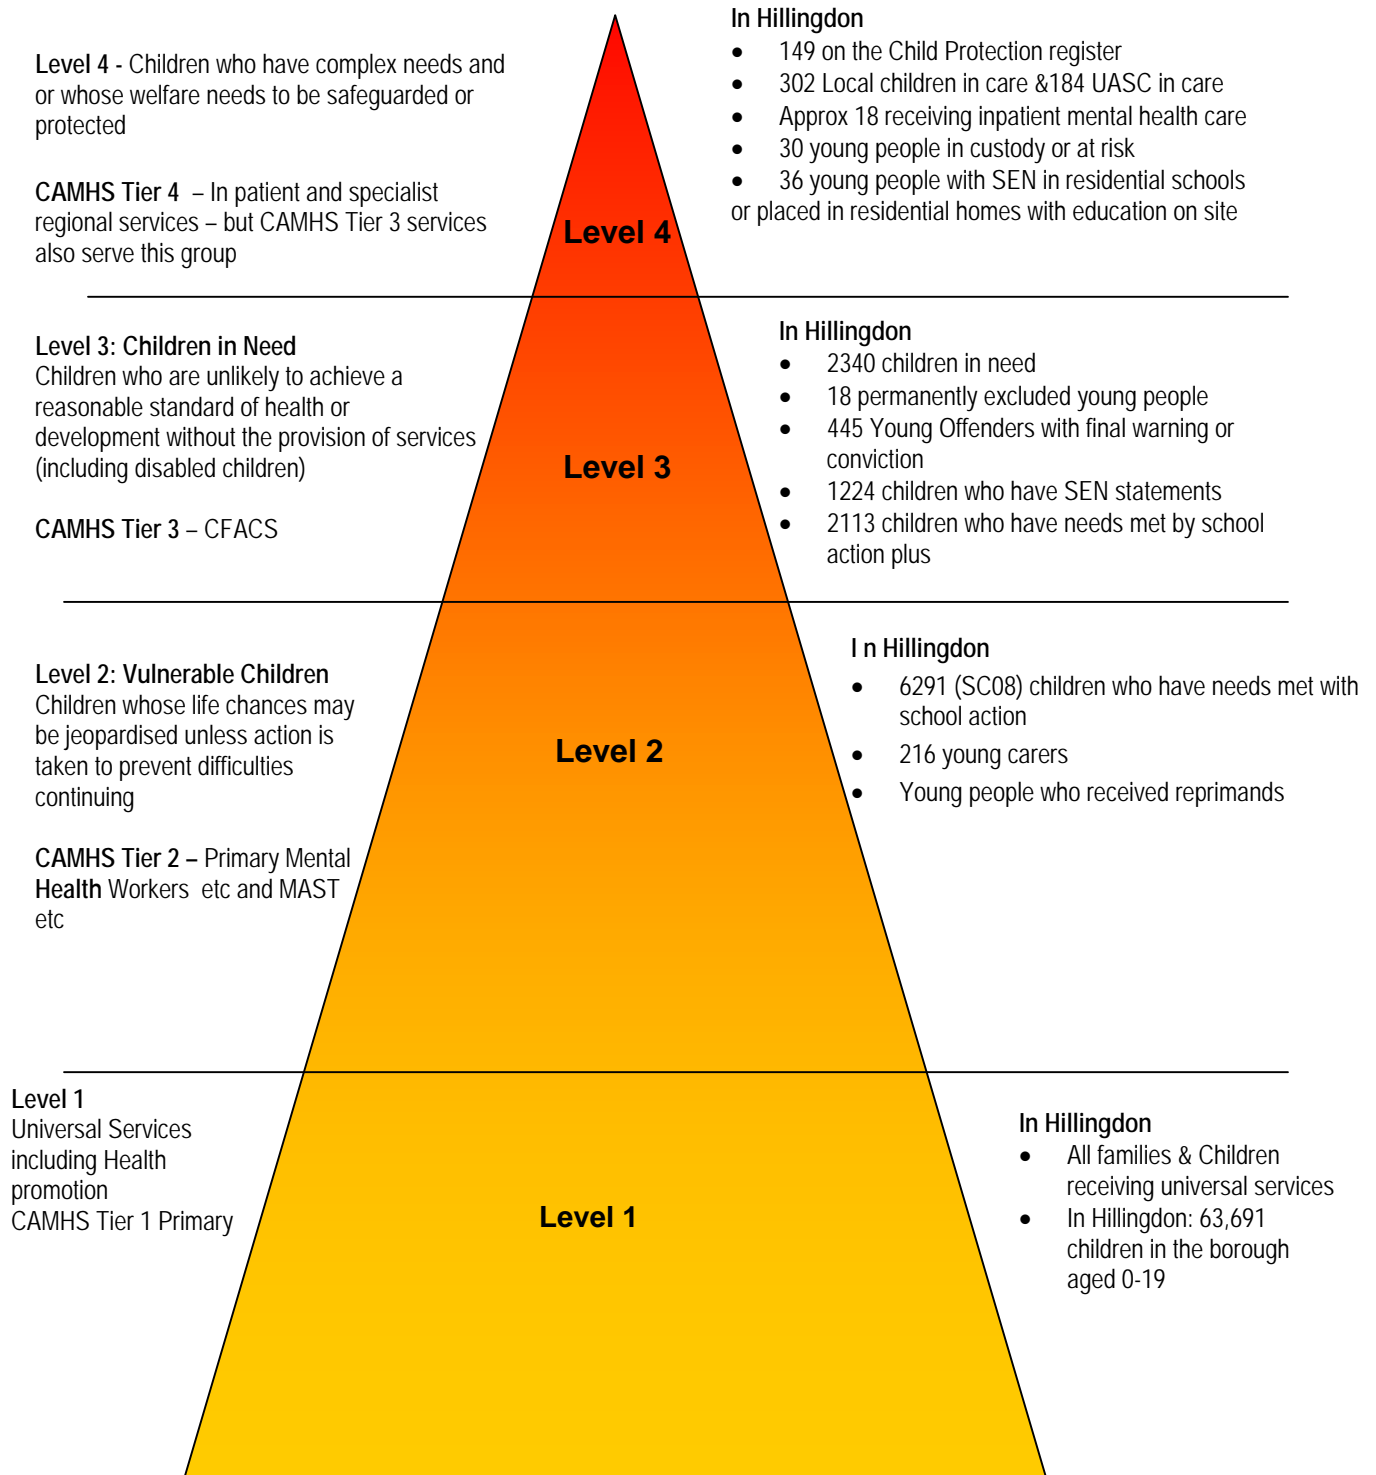 Level 4 - Children who have complex needs and
or whose welfare needs to be safeguarded or
protected
CAMHS Tier 4 – In patient and specialist
regional services – but CAMHS Tier 3 services
also serve this group
Level 4
In Hillingdon
• 149 on the Child Protection register
• 302 Local children in care &184 UASC in care
• Approx 18 receiving inpatient mental health care
• 30 young people in custody or at risk
• 36 young people with SEN in residential schools
or placed in residential homes with education on site
Level 3: Children in Need
Children who are unlikely to achieve a
reasonable standard of health or
development without the provision of services
(including disabled children)
CAMHS Tier 3 – CFACS
Level 3
In Hillingdon
• 2340 children in need
• 18 permanently excluded young people
• 445 Young Offenders with final warning or
conviction
• 1224 children who have SEN statements
• 2113 children who have needs met by school
action plus
Level 2: Vulnerable Children
Children whose life chances may
be jeopardised unless action is
taken to prevent difficulties
continuing
CAMHS Tier 2 – Primary Mental
Health Workers etc and MAST
etc
Level 2
I n Hillingdon
• 6291 (SC08) children who have needs met with
school action
• 216 young carers
• Young people who received reprimands
Level 1
Universal Services
including Health
promotion
CAMHS Tier 1 Primary
Level 1
In Hillingdon
• All families & Children
receiving universal services
• In Hillingdon: 63,691
children in the borough
aged 0-19